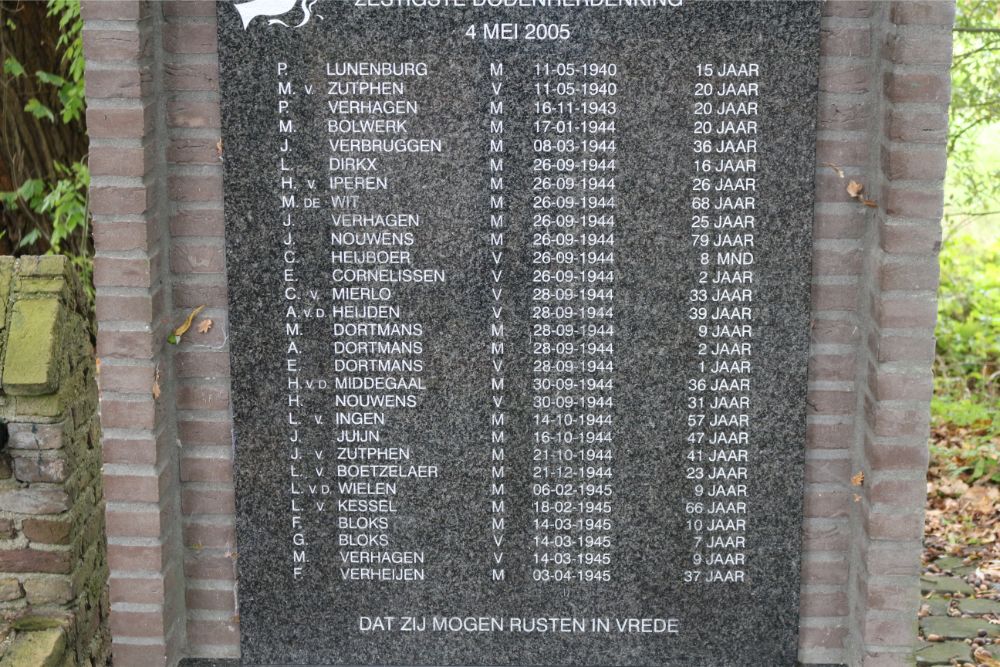 ZESTIGSTE DODENHERDENKING
4 MEI 2005
P. LUNENBURG M 11-05-1940 15 JAAR
M. v. ZUTPHEN V 11-05-1940 20 JAAR
P. VERHAGEN M 16-11-1943 20 JAAR
M. BOLWERK M 17-01-1944 20 JAAR
J. VERBRUGGEN M 08-03-1944 36 JAAR
L. DIRKX M 26-09-1944 16 JAAR
H. v. IPEREN M 26-09-1944 26 JAAR
M. DE WIT M 26-09-1944 68 JAAR
J. VERHAGEN M 26-09-1944 25 JAAR
J. NOUWENS M 26-09-1944 79 JAAR
C. HEIJBOER V 26-09-1944 8 MND
E. CORNELISSEN V 26-09-1944 2 JAAR
C. v. MIERLO V 28-09-1944 33 JAAR
A. v.D. HEIJDEN V 28-09-1944 39 JAAR
M. DORTMANS M 28-09-1944 9 JAAR
A. DORTMANS M 28-09-1944 2 JAAR
E. DORTMANS V 28-09-1944 1 JAAR
H. v.D. MIDDEGAAL M 30-09-1944 36 JAAR
H. NOUWENS V 30-09-1944 31 JAAR
L. v. INGEN M 14-10-1944 57 JAAR
J. JUIJN M 16-10-1944 47 JAAR
J. v. ZUTPHEN M 21-10-1944 41 JAAR
L. v. BOETZELAER M 21-12-1944 23 JAAR
L. v.D. WIELEN M 06-02-1945 9 JAAR
L. v. KESSEL M 18-02-1945 66 JAAR
F. BLOKS M 14-03-1945 10 JAAR
G. BLOKS V 14-03-1945 7 JAAR
M. VERHAGEN V 14-03-1945 9 JAAR
F. VERHEIJEN M 03-04-1945 37 JAAR
DAT ZIJ MOGEN RUSTEN IN VREDE